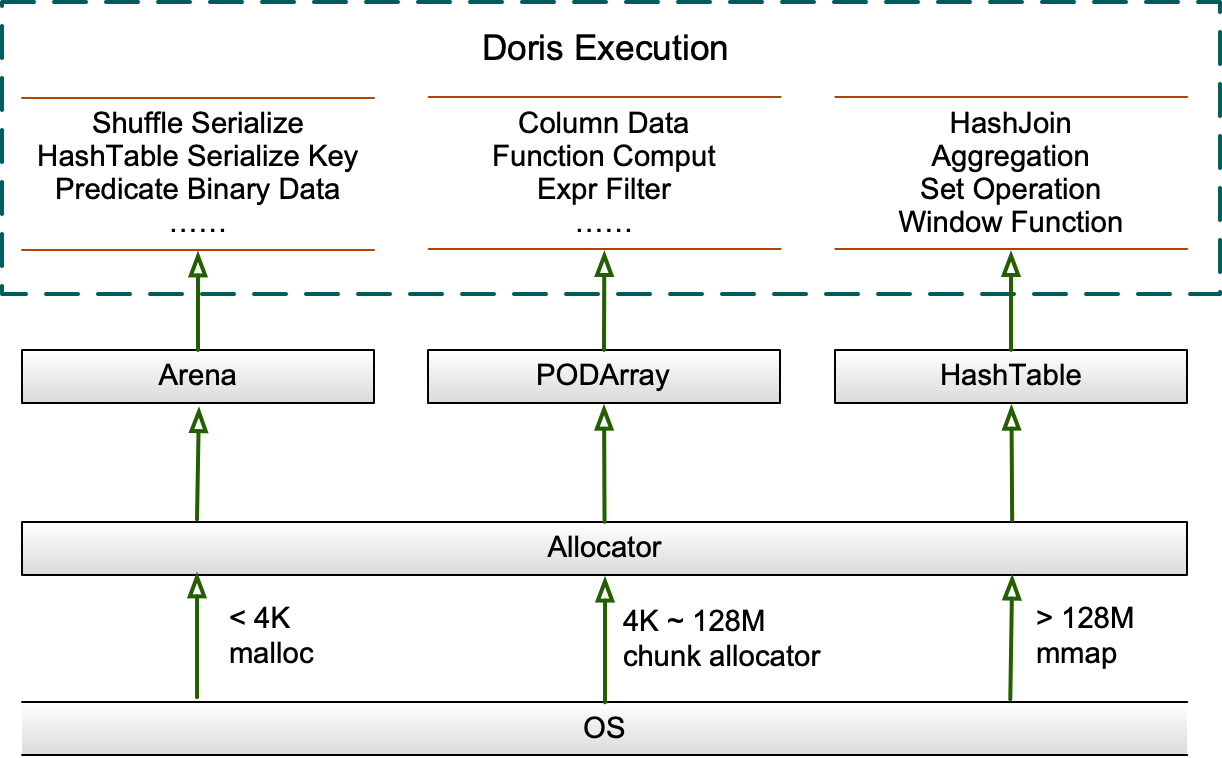 Doris Execution
Shuffle Serialize
HashTable Serialize Key
Predicate Binary Data
......
Column Data
Function Comput
Expr Filter
......
HashJoin
Aggregation
Set Operation
Window Function
Arena
PODArray
HashTable
Allocator
< 4K
malloc
4K ~ 128M
chunk allocator
> 128M
mmap
OS